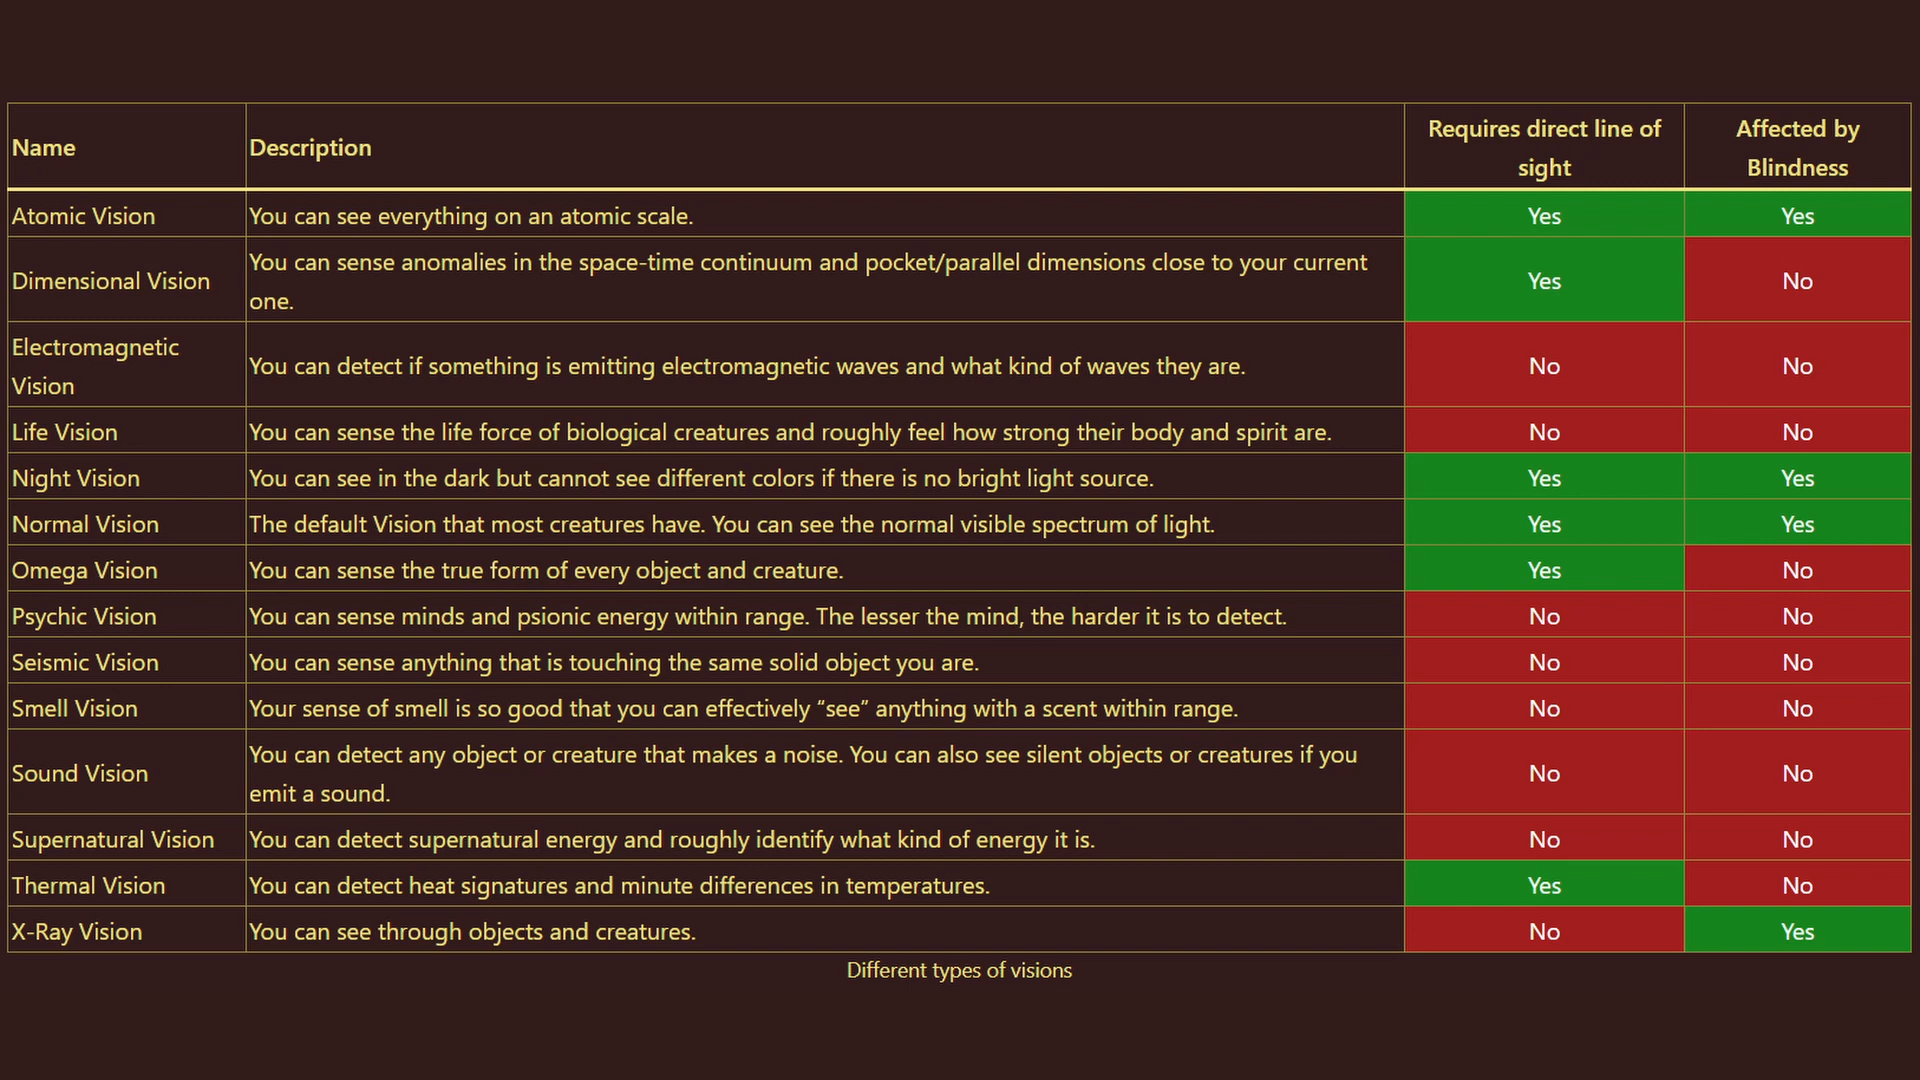 Name Description Requires direct line of sight Affected by Blindness
Atomic Vision You can see everything on an atomic scale. Yes Yes
Dimensional Vision You can sense anomalies in the space-time continuum and pocket/parallel dimensions close to your current one. Yes No
Electromagnetic Vision You can detect if something is emitting electromagnetic waves and what kind of waves they are. No No
Life Vision You can sense the life force of biological creatures and roughly feel how strong their body and spirit are. No No
Night Vision You can see in the dark but cannot see different colors if there is no bright light source. Yes Yes
Normal Vision The default Vision that most creatures have. You can see the normal visible spectrum of light. Yes Yes
Omega Vision You can sense the true form of every object and creature. Yes No
Psychic Vision You can sense minds and psionic energy within range. The lesser the mind, the harder it is to detect. No No
Seismic Vision You can sense anything that is touching the same solid object you are. No No
Smell Vision Your sense of smell is so good that you can effectively “see” anything with a scent within range. No No
Sound Vision You can detect any object or creature that makes a noise. You can also see silent objects or creatures if you emit a sound. No No
Supernatural Vision You can detect supernatural energy and roughly identify what kind of energy it is. No No
Thermal Vision You can detect heat signatures and minute differences in temperatures. Yes No
X-Ray Vision You can see through objects and creatures. No Yes
Different types of visions